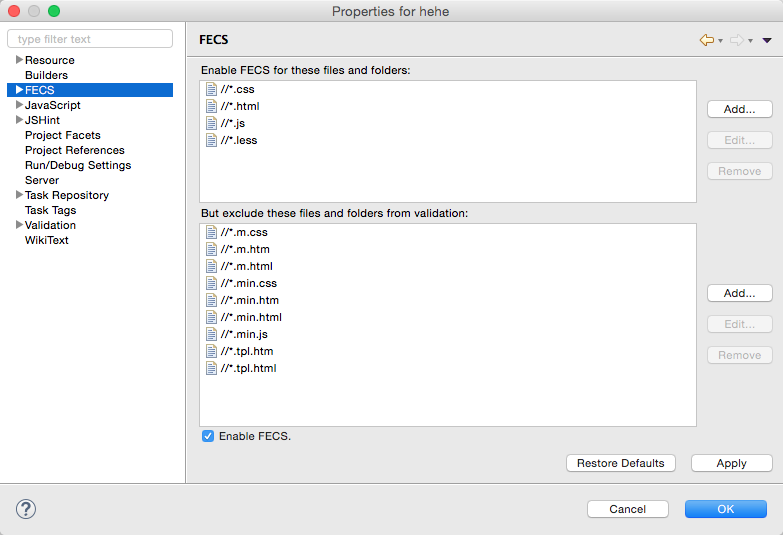 Properties for hehe
type filter text
FECS
Resource
Builders
FECS
JavaScript
JSHint
Project Facets
Project References
Run/Debug Settings
Server
Task Repository
Task Tags
Validation
WikiText
Enable FECS for these files and folders:
//*.css
//*.html
//*.js
//*.less
Add...
Edit...
Remove
But exclude these files and folders from validation:
//*.m.css
//*.m.htm
//*.m.html
//*.min.css
//*.min.htm
//*.min.html
//*.min.js
//*.tpl.htm
//*.tpl.html
Add...
Edit...
Remove
Enable FECS.
Restore Defaults
Apply
?
Cancel
OK